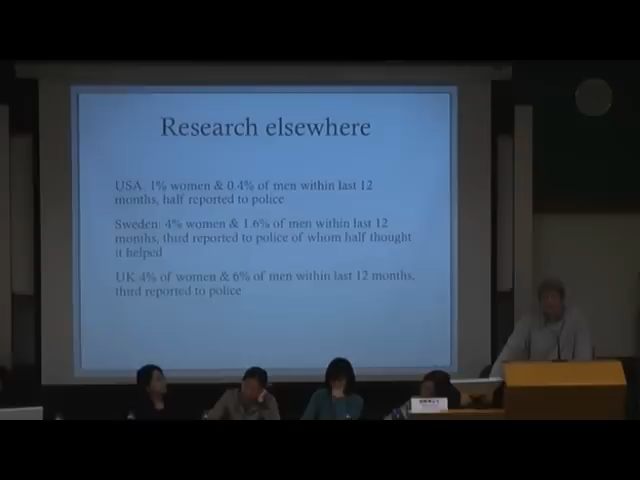 Research elsewhere
USA: 1% women & 0.4% of men within last 12
months, half reported to police
Sweden: 4% women & 1.6% of men within last 12
months, third reported to police of whom half thought
it helped
UK 4% of women & 6% of men within last 12 months,
third reported to police